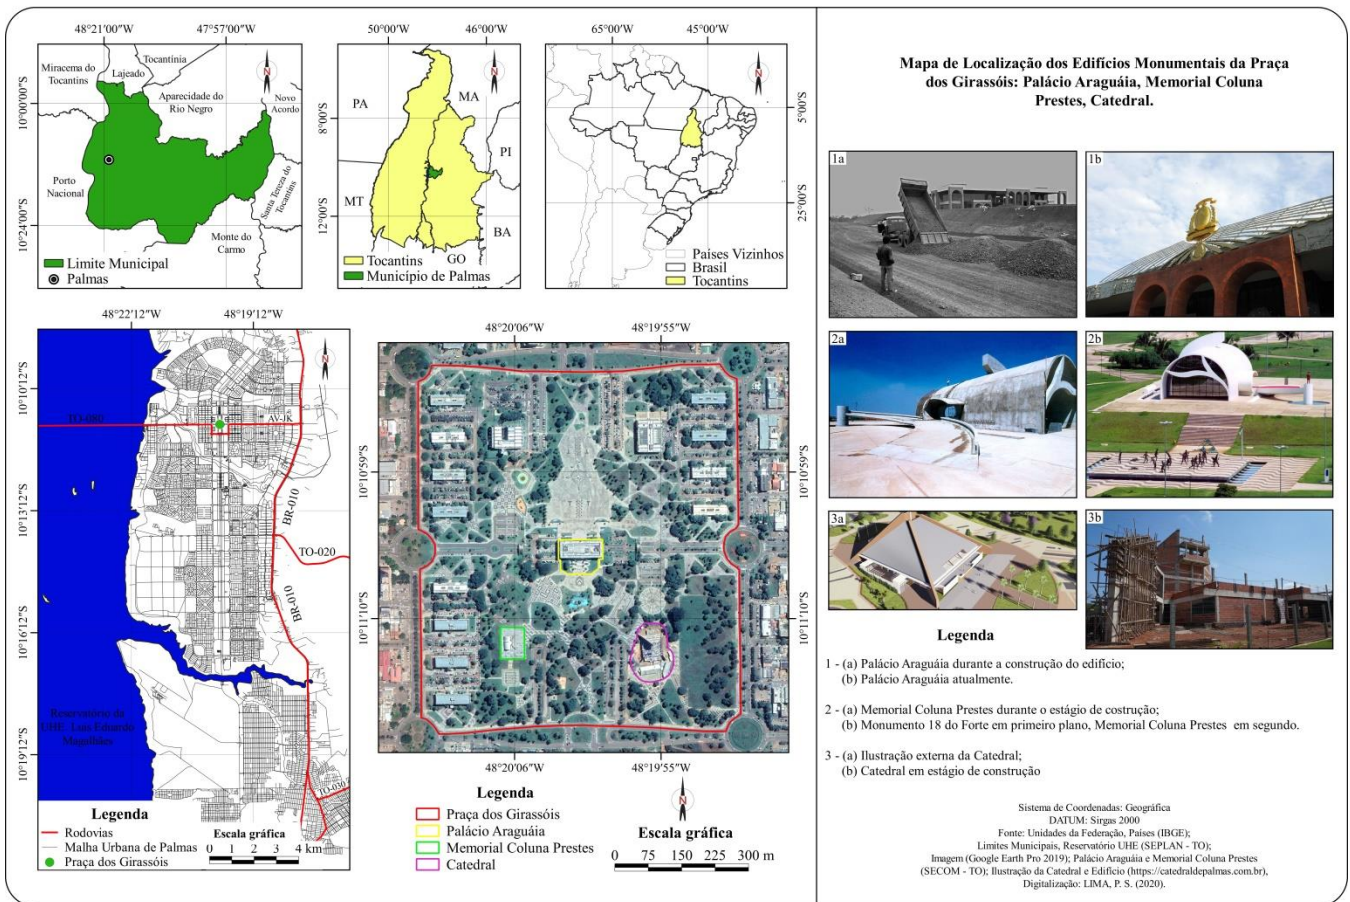 48°21'00"W
47°57'00"W
10°00'00"S
10°24'00"S
Miracema do
Tocantins
Lajeado
Tocantínia
Aparecida do
Rio Negro
Novo
Acordo
Porto
Nacional
Santa Tereza do
Tocantins
Monte do
Carmo
N
Limite Municipal
Palmas
50°00'W
46°00'W
8°00'S
12°00'S
PA
MA
PI
MT
BA
GO
N
Tocantins
Município de Palmas
65°00'W
45°00'W
5°00'S
25°00'S
N
Países Vizinhos
Brasil
Tocantins
48°22'12"W
48°19'12"W
10°10'12"S
10°13'12"S
10°16'12"S
10°19'12"S
N
TO-080
AV-JK
BR-010
TO-020
BR-010
TO-030
Reservatório da
UHE Luís Eduardo
Magalhães
Legenda
Rodovias
Malha Urbana de Palmas
Praça dos Girassóis
Escala gráfica
0 1 2 3 4 km
48°20'06"W
48°19'55"W
10°10'59"S
10°11'10"S
10°10'59"S
10°11'10"S
48°20'06"W
48°19'55"W
Legenda
Praça dos Girassóis
Palácio Araguáia
Memorial Coluna Prestes
Catedral
N
Escala gráfica
0 75 150 225 300 m
Mapa de Localização dos Edifícios Monumentais da Praça
dos Girassóis: Palácio Araguáia, Memorial Coluna
Prestes, Catedral.
1a
1b
2a
2b
3a
3b
Legenda
1 - (a) Palácio Araguáia durante a construção do edifício;
(b) Palácio Araguáia atualmente.
2 - (a) Memorial Coluna Prestes durante o estágio de costrução;
(b) Monumento 18 do Forte em primeiro plano, Memorial Coluna Prestes em segundo.
3 - (a) Ilustração externa da Catedral;
(b) Catedral em estágio de construção
Sistema de Coordenadas: Geográfica
DATUM: Sirgas 2000
Fonte: Unidades da Federação, Países (IBGE);
Limites Municipais, Reservatório UHE (SEPLAN - TO);
Imagem (Google Earth Pro 2019); Palácio Araguáia e Memorial Coluna Prestes
(SECOM - TO); Ilustração da Catedral e Edifício (https://catedraldepalmas.com.br),
Digitalização: LIMA, P. S. (2020).